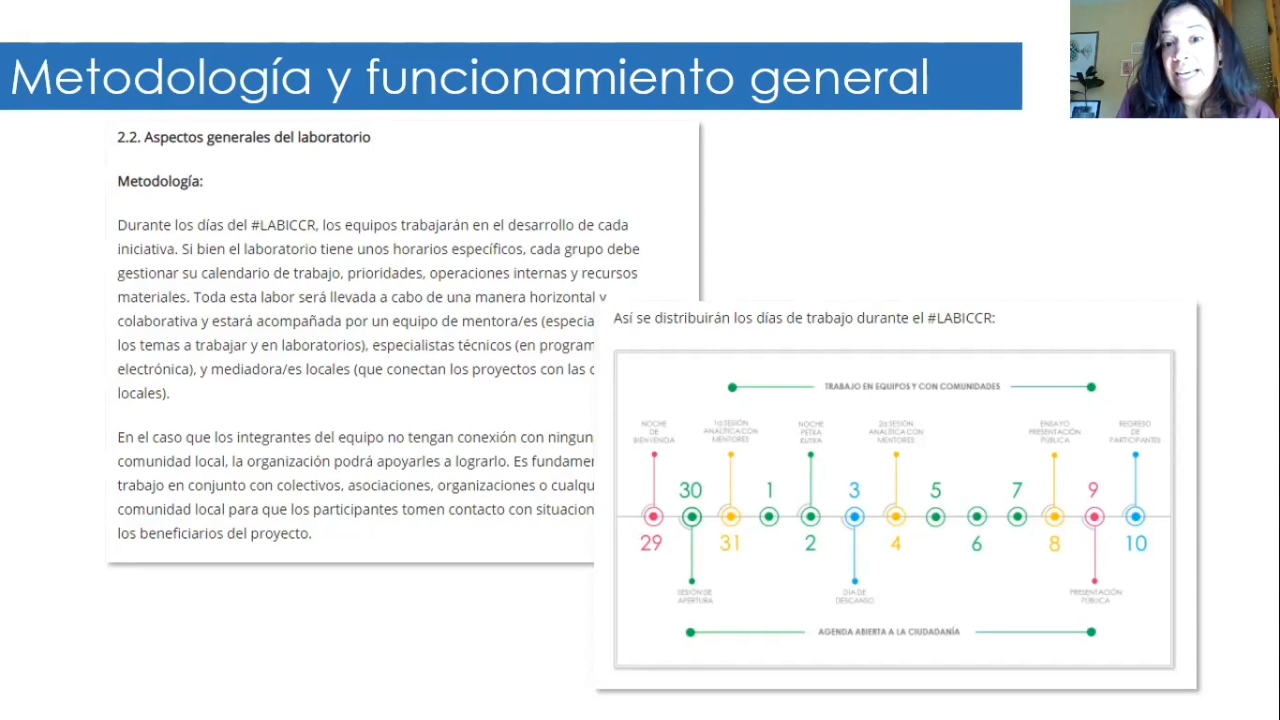 Metodología y funcionamiento general
2.2. Aspectos generales del laboratorio
Metodología:
Durante los días del #LABICCR, los equipos trabajarán en el desarrollo de cada
iniciativa. Si bien el laboratorio tiene unos horarios específicos, cada grupo debe
gestionar su calendario de trabajo, prioridades, operaciones internas y recursos
materiales. Toda esta labor será llevada a cabo de una manera horizontal y
colaborativa y estará acompañada por un equipo de mentora/es (especia
los temas a trabajar y en laboratorios), especialistas técnicos (en program
electrónica), y mediadora/es locales (que conectan los proyectos con las c
locales).
En el caso que los integrantes del equipo no tengan conexión con ningun
comunidad local, la organización podrá apoyarles a lograrlo. Es fundamen
trabajo en conjunto con colectivos, asociaciones, organizaciones o cualqu
comunidad local para que los participantes tomen contacto con situacion
los beneficiarios del proyecto.
Así se distribuirán los días de trabajo durante el #LABICCR:
TRABAJO EN EQUIPOS Y CON COMUNIDADES
NOCHE
DE
BIENVENIDA
1a SESIÓN
ANALÍTICA CON
MENTORES
NOCHE
PETXA
KUTXA
2a SESIÓN
ANALÍTICA CON
MENTORES
ENSAYO
PRESENTACIÓN
PÚBLICA
REGRESO
DE
PARTICIPANTES
30 1 3 5 7 9
29 31 2 4 6 8 10
SESIÓN DE
APERTURA
DÍA DE
DESCANSO
PRESENTACIÓN
PÚBLICA
AGENDA ABIERTA A LA CIUDADANÍA